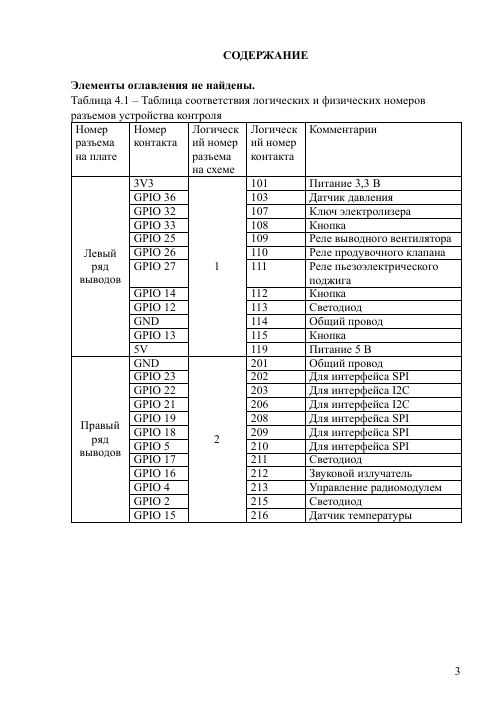 СОДЕРЖАНИЕ
Элементы оглавления не найдены.
Таблица 4.1 – Таблица соответствия логических и физических номеров
разъемов устройства контроля
Номер разъема на плате Номер контакта Логический номер разъема на схеме Логический номер контакта Комментарии
Левый ряд выводов 3V3 1 101 Питание 3,3 В
GPIO 36 103 Датчик давления
GPIO 32 107 Ключ электролизера
GPIO 33 108 Кнопка
GPIO 25 109 Реле выводного вентилятора
GPIO 26 110 Реле продувочного клапана
GPIO 27 111 Реле пьезоэлектрического
поджига
GPIO 14 112 Кнопка
GPIO 12 113 Светодиод
GND 114 Общий провод
GPIO 13 115 Кнопка
5V 119 Питание 5 В
Правый ряд выводов GND 2 201 Общий провод
GPIO 23 202 Для интерфейса SPI
GPIO 22 203 Для интерфейса I2C
GPIO 21 206 Для интерфейса I2C
GPIO 19 208 Для интерфейса SPI
GPIO 18 209 Для интерфейса SPI
GPIO 5 210 Для интерфейса SPI
GPIO 17 211 Светодиод
GPIO 16 212 Звуковой излучатель
GPIO 4 213 Управление радиомодулем
GPIO 2 215 Светодиод
GPIO 15 216 Датчик температуры
3